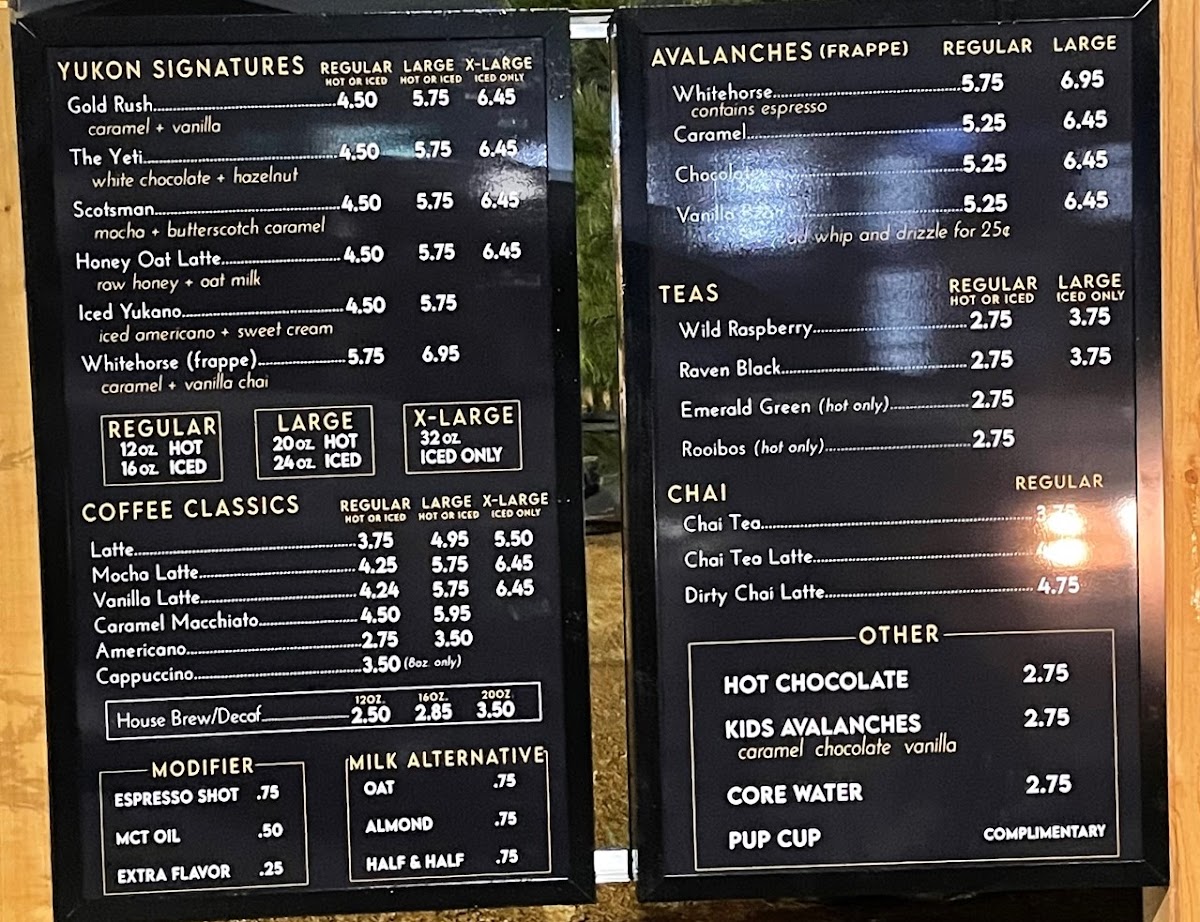 YUKON SIGNATURES REGULAR LARGE X-LARGE
HOT OR ICED HOT OR ICED ICED ONLY
Gold Rush 4.50 5.75 6.45
caramel + vanilla
The Yeti 4.50 5.75 6.45
white chocolate + hazelnut
Scotsman 4.50 5.75 6.45
mocha + butterscotch caramel
Honey Oat Latte 4.50 5.75 6.45
raw honey + oat milk
Iced Yukano 4.50 5.75
iced americano + sweet cream
Whitehorse (frappe) 5.75 6.95
caramel + vanilla chai
REGULAR
12oz HOT
16oz ICED
LARGE
20oz HOT
24oz ICED
X-LARGE
32oz
ICED ONLY
COFFEE CLASSICS REGULAR LARGE X-LARGE
HOT OR ICED HOT OR ICED ICED ONLY
Latte 3.75 4.95 5.50
Mocha Latte 4.25 5.75 6.45
Vanilla Latte 4.24 5.75 6.45
Caramel Macchiato 4.50 5.95
Americano 2.75 3.50
Cappuccino 3.50 (8oz only)
12OZ. 16OZ. 20OZ
House Brew/Decaf 2.50 2.85 3.50
MODIFIER
ESPRESSO SHOT .75
MCT OIL .50
EXTRA FLAVOR .25
MILK ALTERNATIVE
OAT .75
ALMOND .75
HALF & HALF .75
AVALANCHES (FRAPPE) REGULAR LARGE
Whitehorse 5.75 6.95
contains espresso
Caramel 5.25 6.45
Chocolate 5.25 6.45
Vanilla 5.25 6.45
whip and drizzle for 25¢
TEAS REGULAR LARGE
HOT OR ICED ICED ONLY
Wild Raspberry 2.75 3.75
Raven Black 2.75 3.75
Emerald Green (hot only) 2.75
Rooibos (hot only) 2.75
CHAI REGULAR
Chai Tea
Chai Tea Latte
Dirty Chai Latte 4.75
OTHER
HOT CHOCOLATE 2.75
KIDS AVALANCHES 2.75
caramel chocolate vanilla
CORE WATER 2.75
PUP CUP COMPLIMENTARY